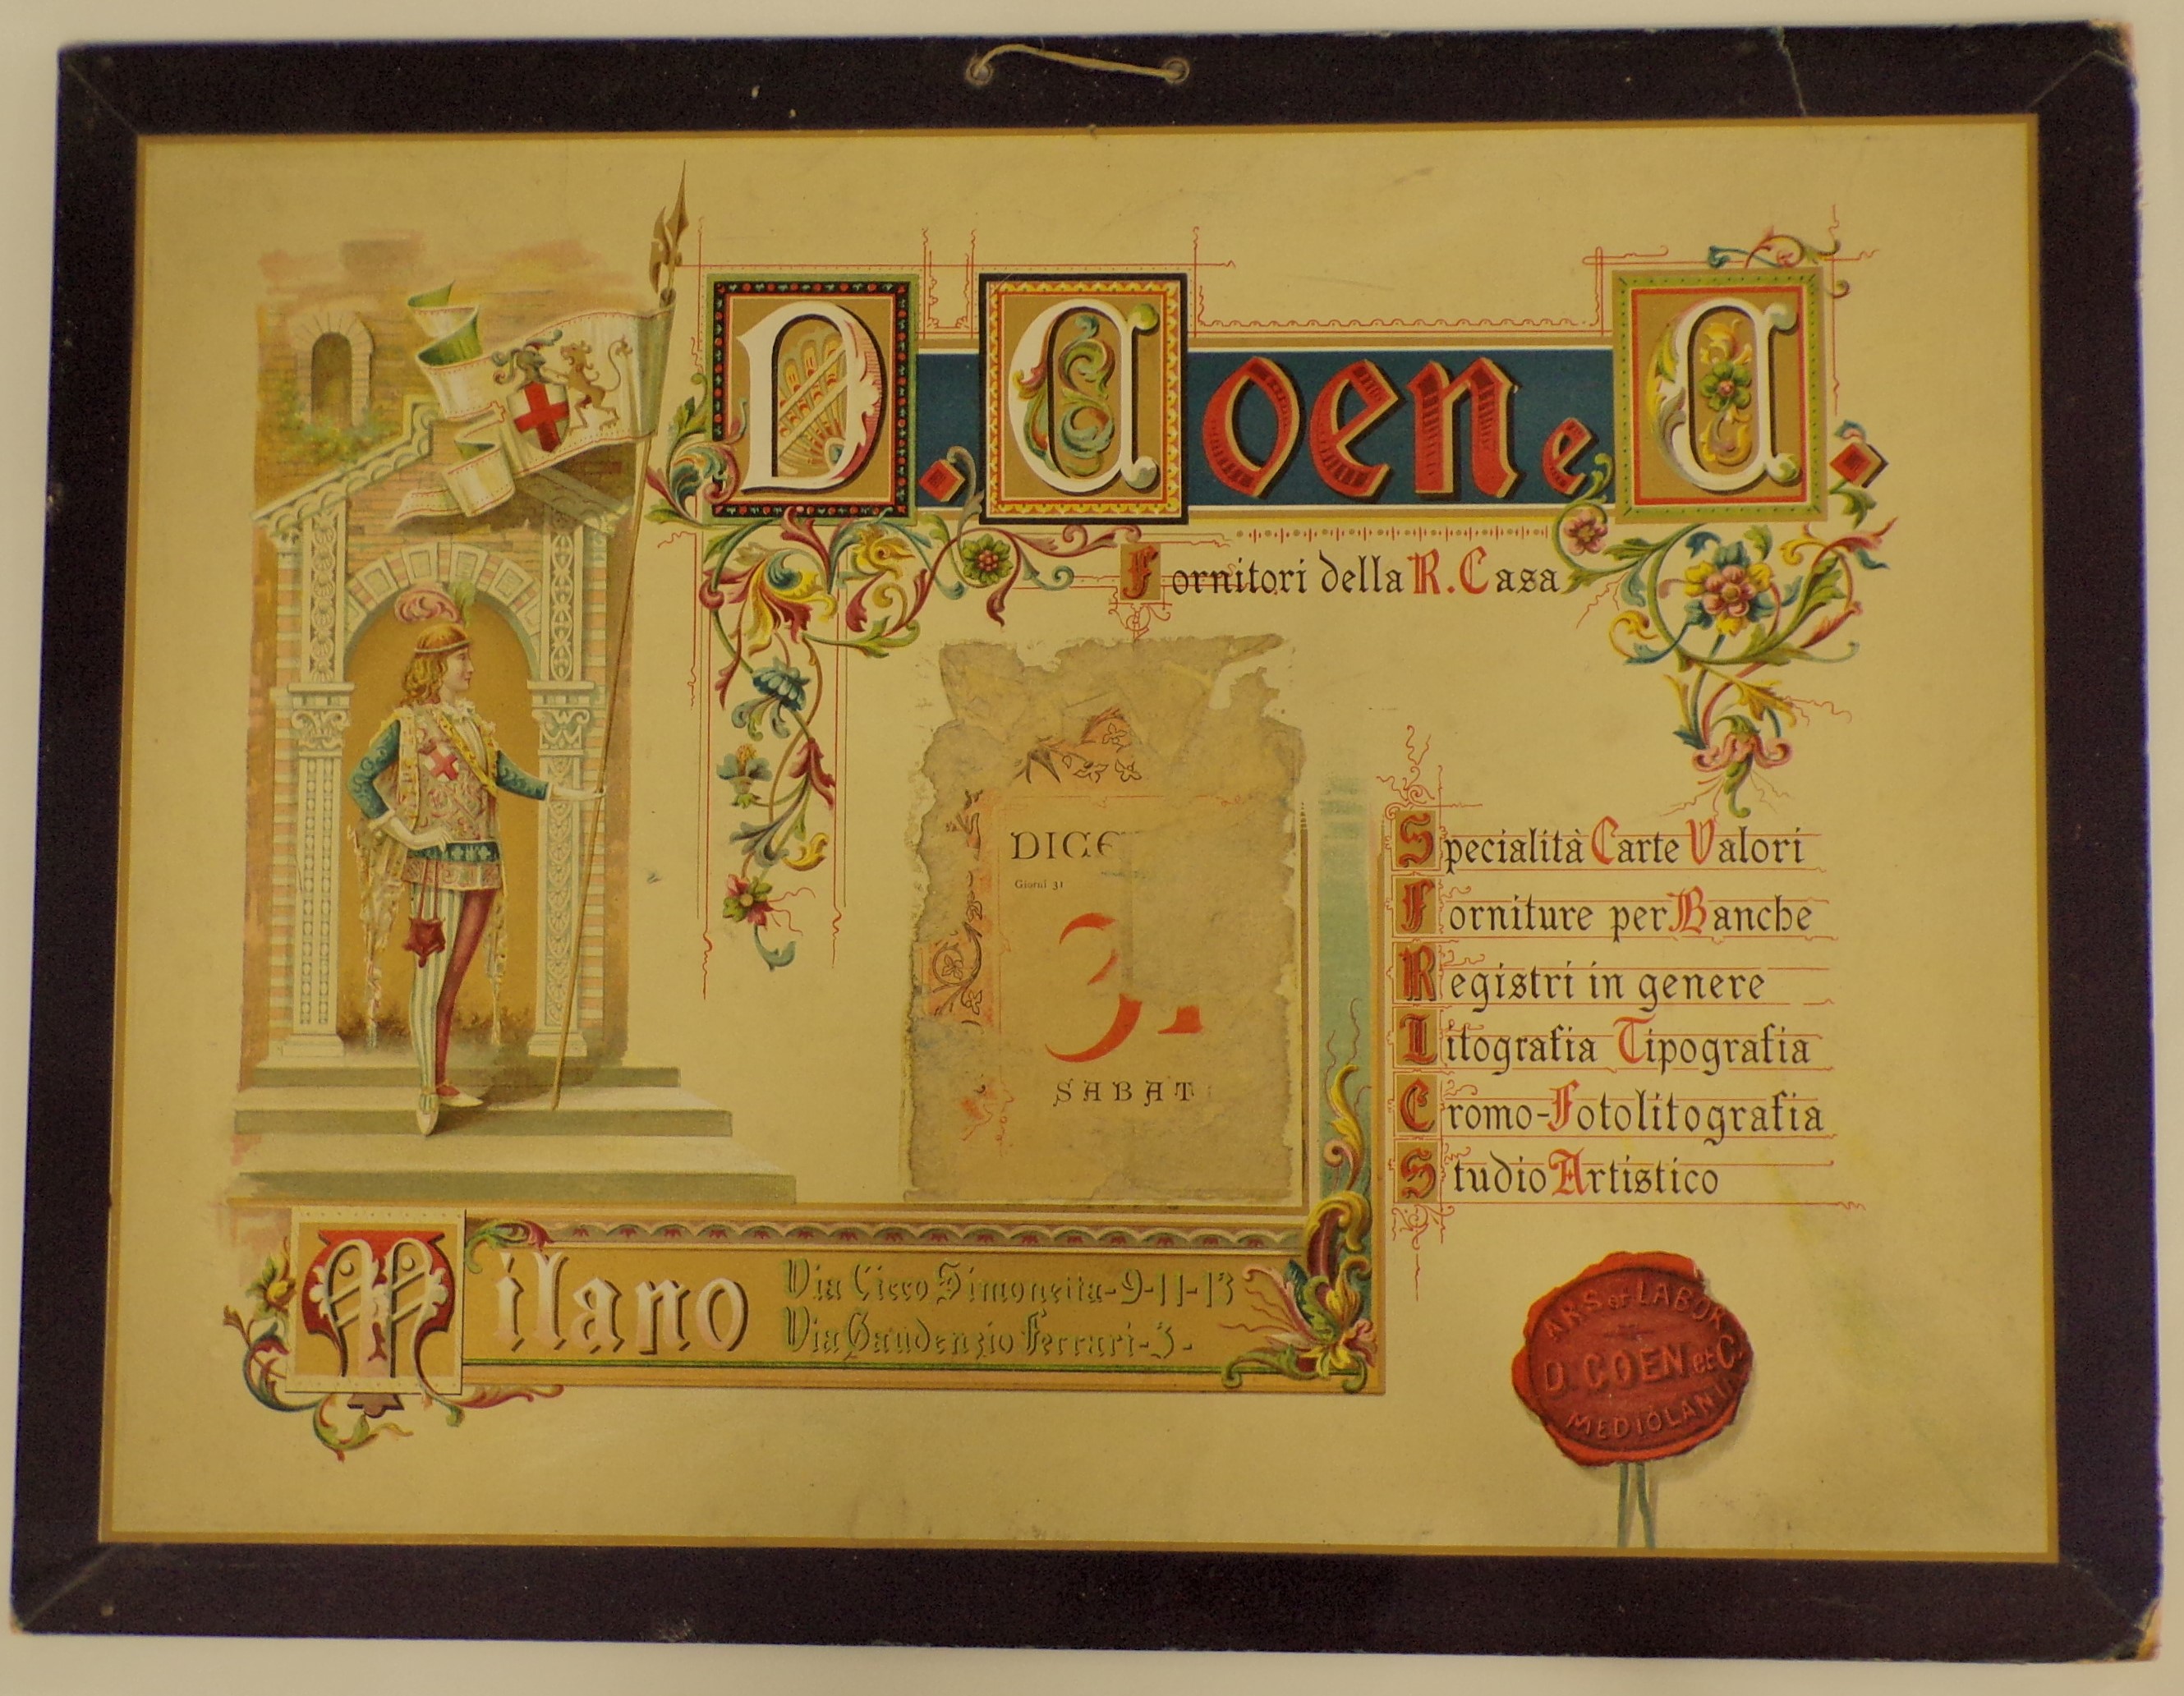 D. Coen e C.
Fornitori della R. Casa
DICE
Giorni 31
31
SABAT
Specialità Carte Valori
Forniture per Banche
Registri in genere
Litografia Tipografia
Cromo-Fotolitografia
Studio Artistico
Milano
Via Cicco Simonetta-9-11-13
Via Gaudenzio Ferrari-3-
ARS et LABOR
D. COEN et C.
MEDIOLANI